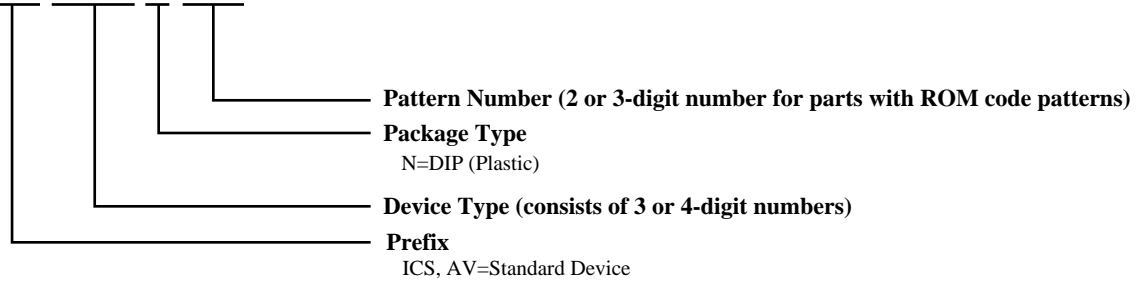 Pattern Number (2 or 3-digit number for parts with ROM code patterns)
Package Type
N=DIP (Plastic)
Device Type (consists of 3 or 4-digit numbers)
Prefix
ICS, AV=Standard Device